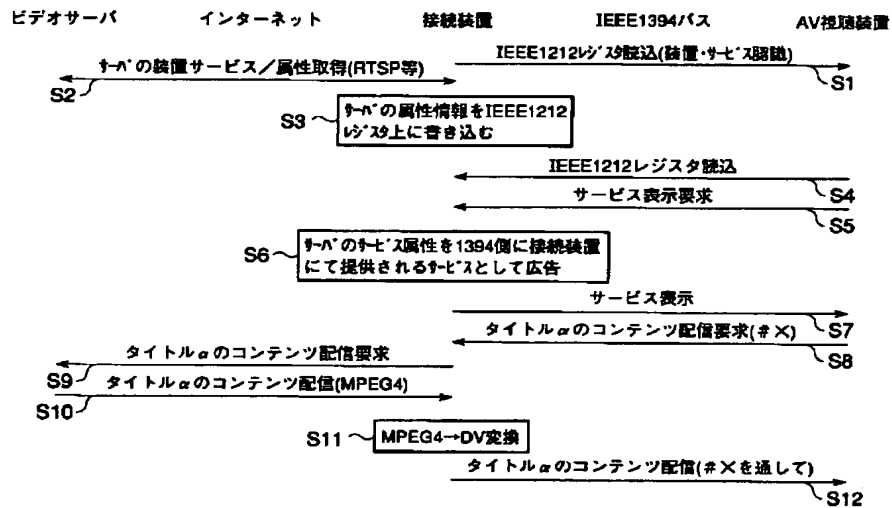 ビデオサーバ インターネット 接続装置 IEEE1394バス AV視聴装置
IEEE1212ﾚｼﾞｽﾀ読込(装置・ｻｰﾋﾞｽ認識)
S1
ｻｰﾊﾞの装置サービス/属性取得(RTSP等)
S2
S3
ｻｰﾊﾞの属性情報をIEEE1212
ﾚｼﾞｽﾀ上に書き込む
IEEE1212レジスタ読込
S4
サービス表示要求
S5
S6
ｻｰﾊﾞのｻｰﾋﾞｽ属性を1394側に接続装置
にて提供されるｻｰﾋﾞｽとして広告
サービス表示
S7
タイトルαのコンテンツ配信要求(#X)
S8
タイトルαのコンテンツ配信要求
S9
タイトルαのコンテンツ配信(MPEG4)
S10
S11
MPEG4→DV変換
タイトルαのコンテンツ配信(#Xを通して)
S12